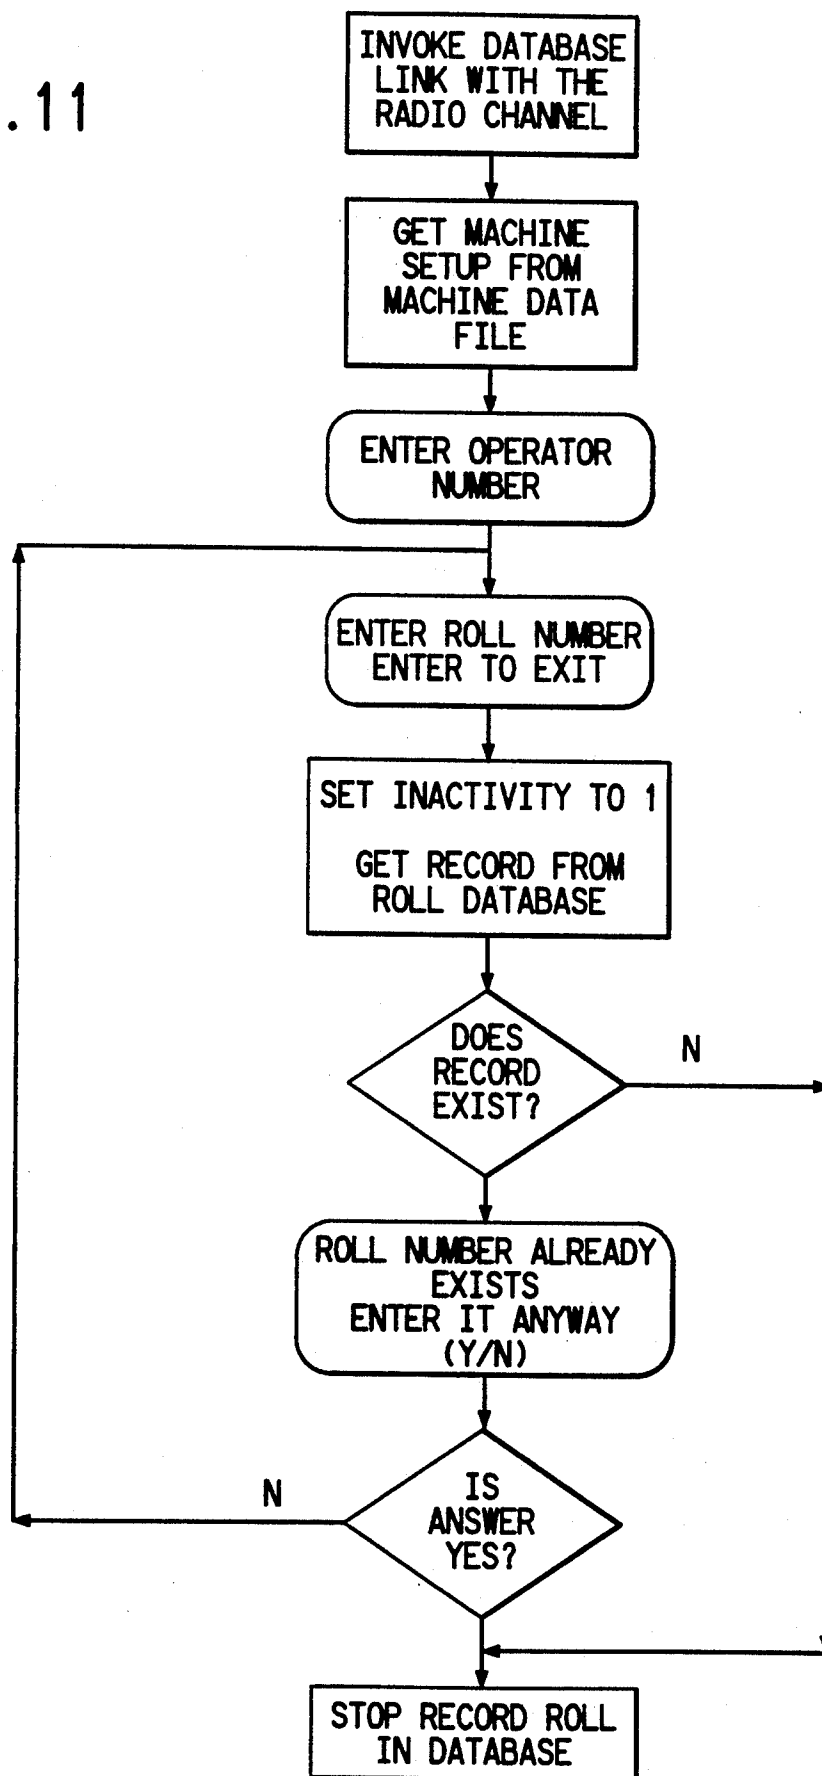 .11
INVOKE DATABASE
LINK WITH THE
RADIO CHANNEL
GET MACHINE
SETUP FROM
MACHINE DATA
FILE
ENTER OPERATOR
NUMBER
ENTER ROLL NUMBER
ENTER TO EXIT
SET INACTIVITY TO 1
GET RECORD FROM
ROLL DATABASE
DOES
RECORD
EXIST?
N
ROLL NUMBER ALREADY
EXISTS
ENTER IT ANYWAY
(Y/N)
IS
ANSWER
YES?
N
STOP RECORD ROLL
IN DATABASE